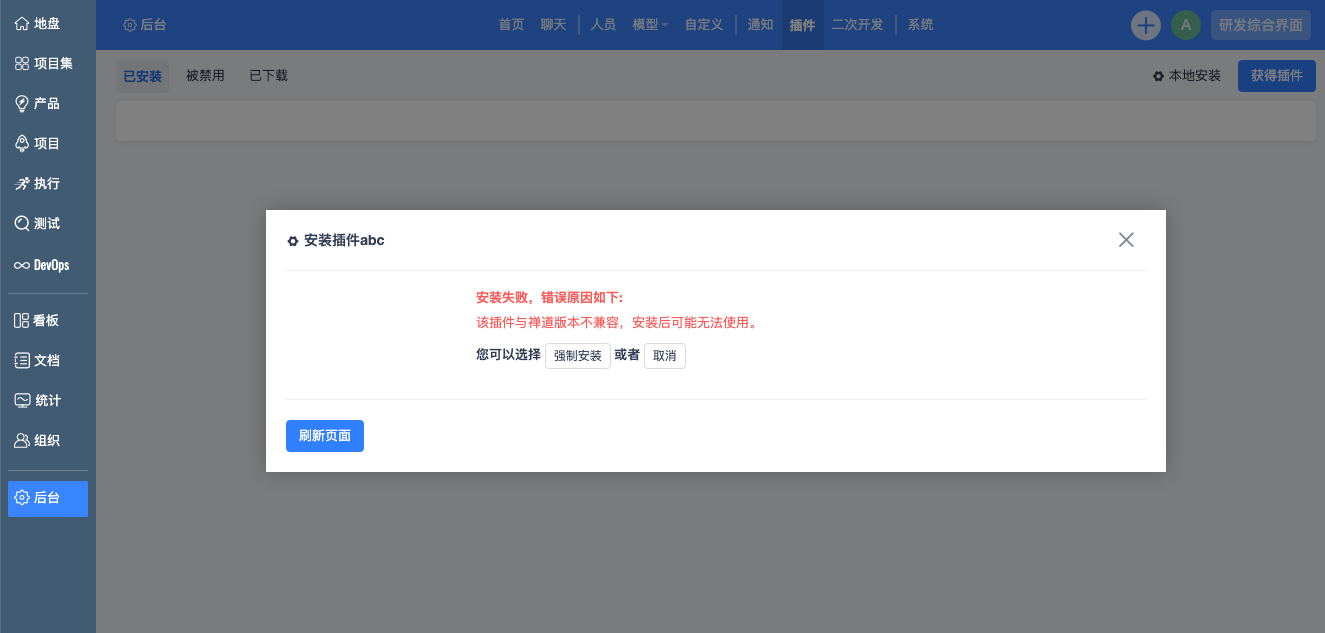 地盘
项目集
产品
项目
执行
测试
DevOps
看板
文档
统计
组织
后台
后台
首页 聊天 人员 模型 自定义 通知 插件 二次开发 系统
A 研发综合界面
已安装 被禁用 已下载
本地安装 获得插件
安装插件abc
安装失败，错误原因如下:
该插件与禅道版本不兼容，安装后可能无法使用。
您可以选择 强制安装 或者 取消
刷新页面